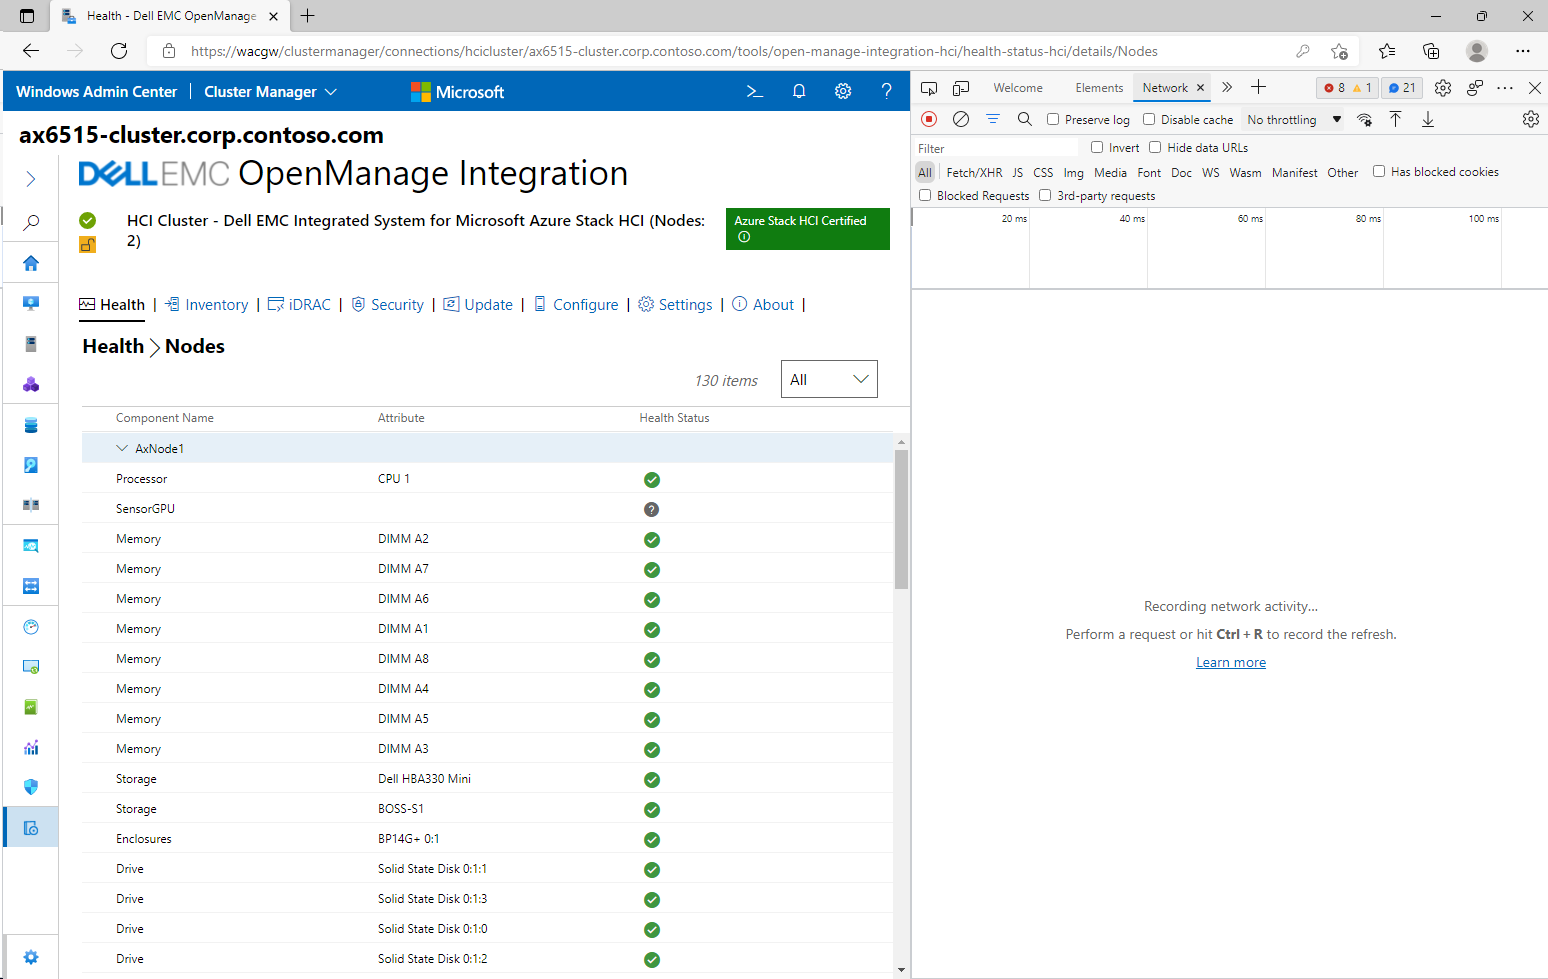 Health - Dell EMC OpenManage
https://wacgw/clustermanager/connections/hcicluster/ax6515-cluster.corp.contoso.com/tools/open-manage-integration-hci/health-status-hci/details/Nodes
Windows Admin Center | Cluster Manager
Microsoft
ax6515-cluster.corp.contoso.com
DELL EMC OpenManage Integration
HCI Cluster - Dell EMC Integrated System for Microsoft Azure Stack HCI (Nodes:
2)
Azure Stack HCI Certified
Health | Inventory | iDRAC | Security | Update | Configure | Settings | About |
Health > Nodes
130 items
All
Component Name Attribute Health Status
AxNode1
Processor CPU 1
SensorGPU ?
Memory DIMM A2
Memory DIMM A7
Memory DIMM A6
Memory DIMM A1
Memory DIMM A8
Memory DIMM A4
Memory DIMM A5
Memory DIMM A3
Storage Dell HBA330 Mini
Storage BOSS-S1
Enclosures BP14G+ 0:1
Drive Solid State Disk 0:1:1
Drive Solid State Disk 0:1:3
Drive Solid State Disk 0:1:0
Drive Solid State Disk 0:1:2
Welcome Elements Network
8 1 21
Preserve log Disable cache No throttling
Filter Invert Hide data URLs
All Fetch/XHR JS CSS Img Media Font Doc WS Wasm Manifest Other Has blocked cookies
Blocked Requests 3rd-party requests
20 ms 40 ms 60 ms 80 ms 100 ms
Recording network activity...
Perform a request or hit Ctrl + R to record the refresh.
Learn more